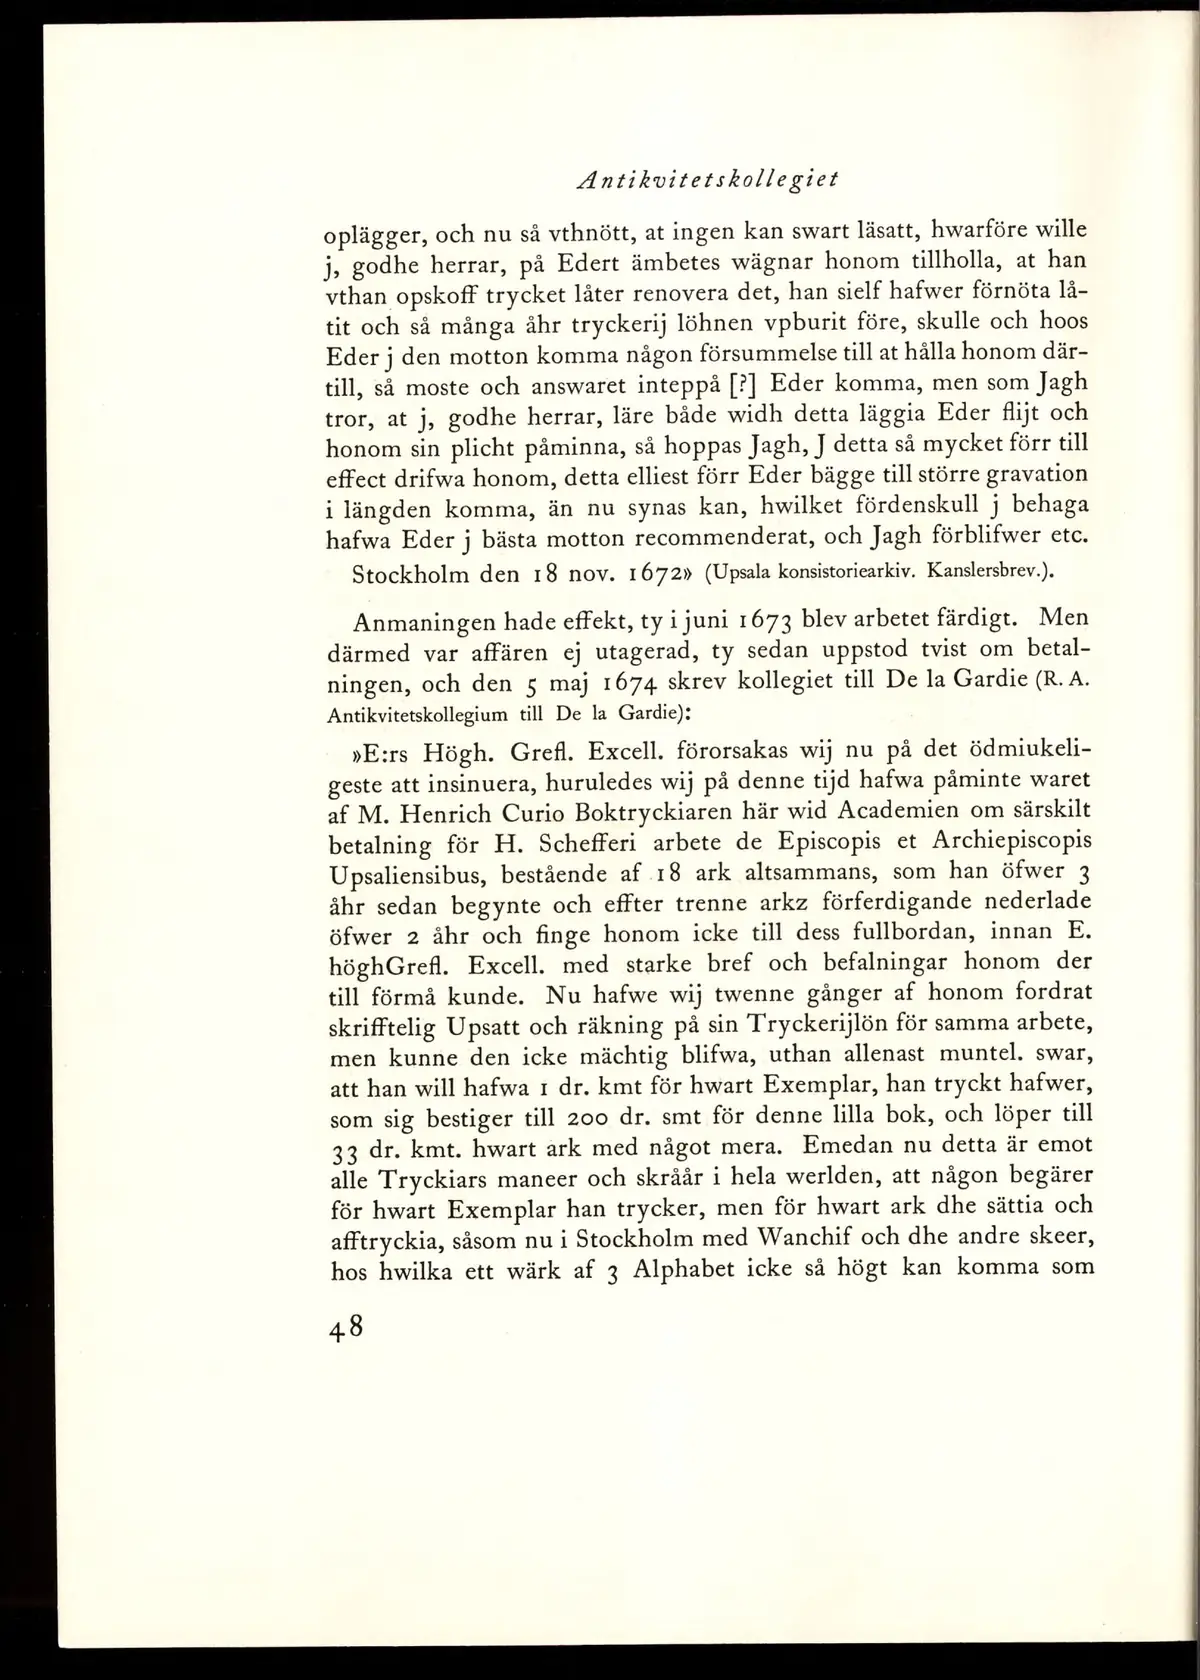 Antikvitetskollegiet
oplägger, och nu så vthnött, at ingen kan swart läsatt, hwarföre wille
j, godhe herrar, på Edert ämbetes wägnar honom tillholla, at han
vthan opskoff trycket låter renovera det, han sielf hafwer förnöta lå-
tit och så många åhr tryckerij löhnen vpburit före, skulle och hoos
Eder j den motton komma någon försummelse till at hålla honom där-
till, så moste och answaret inteppå [?] Eder komma, men som Jagh
tror, at j, godhe herrar, läre både widh detta läggia Eder flijt och
honom sin plicht påminna, så hoppas Jagh, J detta så mycket förr till
effect drifwa honom, detta elliest förr Eder bägge till större gravation
i längden komma, än nu synas kan, hwilket fördenskull j behaga
hafwa Eder j bästa motton recommenderat, och Jagh förblifwer etc.
Stockholm den 18 nov. 1672» (Upsala konsistoriearkiv. Kanslersbrev.).
Anmaningen hade effekt, ty i juni 1673 blev arbetet färdigt. Men
därmed var affären ej utagerad, ty sedan uppstod tvist om betal-
ningen, och den 5 maj 1674 skrev kollegiet till De la Gardie (R. A.
Antikvitetskollegium till De la Gardie):
»E:rs Högh. Grefl. Excell. förorsakas wij nu på det ödmiukeli-
geste att insinuera, huruledes wij på denne tijd hafwa påminte waret
af M. Henrich Curio Boktryckiaren här wid Academien om särskilt
betalning för H. Schefferi arbete de Episcopis et Archiepiscopis
Upsaliensibus, bestående af 18 ark altsammans, som han öfwer 3
åhr sedan begynte och effter trenne arkz förferdigande nederlade
öfwer 2 åhr och finge honom icke till dess fullbordan, innan E.
höghGrefl. Excell. med starke bref och befalningar honom der
till förmå kunde. Nu hafwe wij twenne gånger af honom fordrat
skrifftelig Upsatt och räkning på sin Tryckerijlön för samma arbete,
men kunne den icke mächtig blifwa, uthan allenast muntel. swar,
att han will hafwa 1 dr. kmt för hwart Exemplar, han tryckt hafwer,
som sig bestiger till 200 dr. smt för denne lilla bok, och löper till
33 dr. kmt. hwart ark med något mera. Emedan nu detta är emot
alle Tryckiars maneer och skråår i hela werlden, att någon begärer
för hwart Exemplar han trycker, men för hwart ark dhe sättia och
afftryckia, såsom nu i Stockholm med Wanchif och dhe andre skeer,
hos hwilka ett wärk af 3 Alphabet icke så högt kan komma som
48